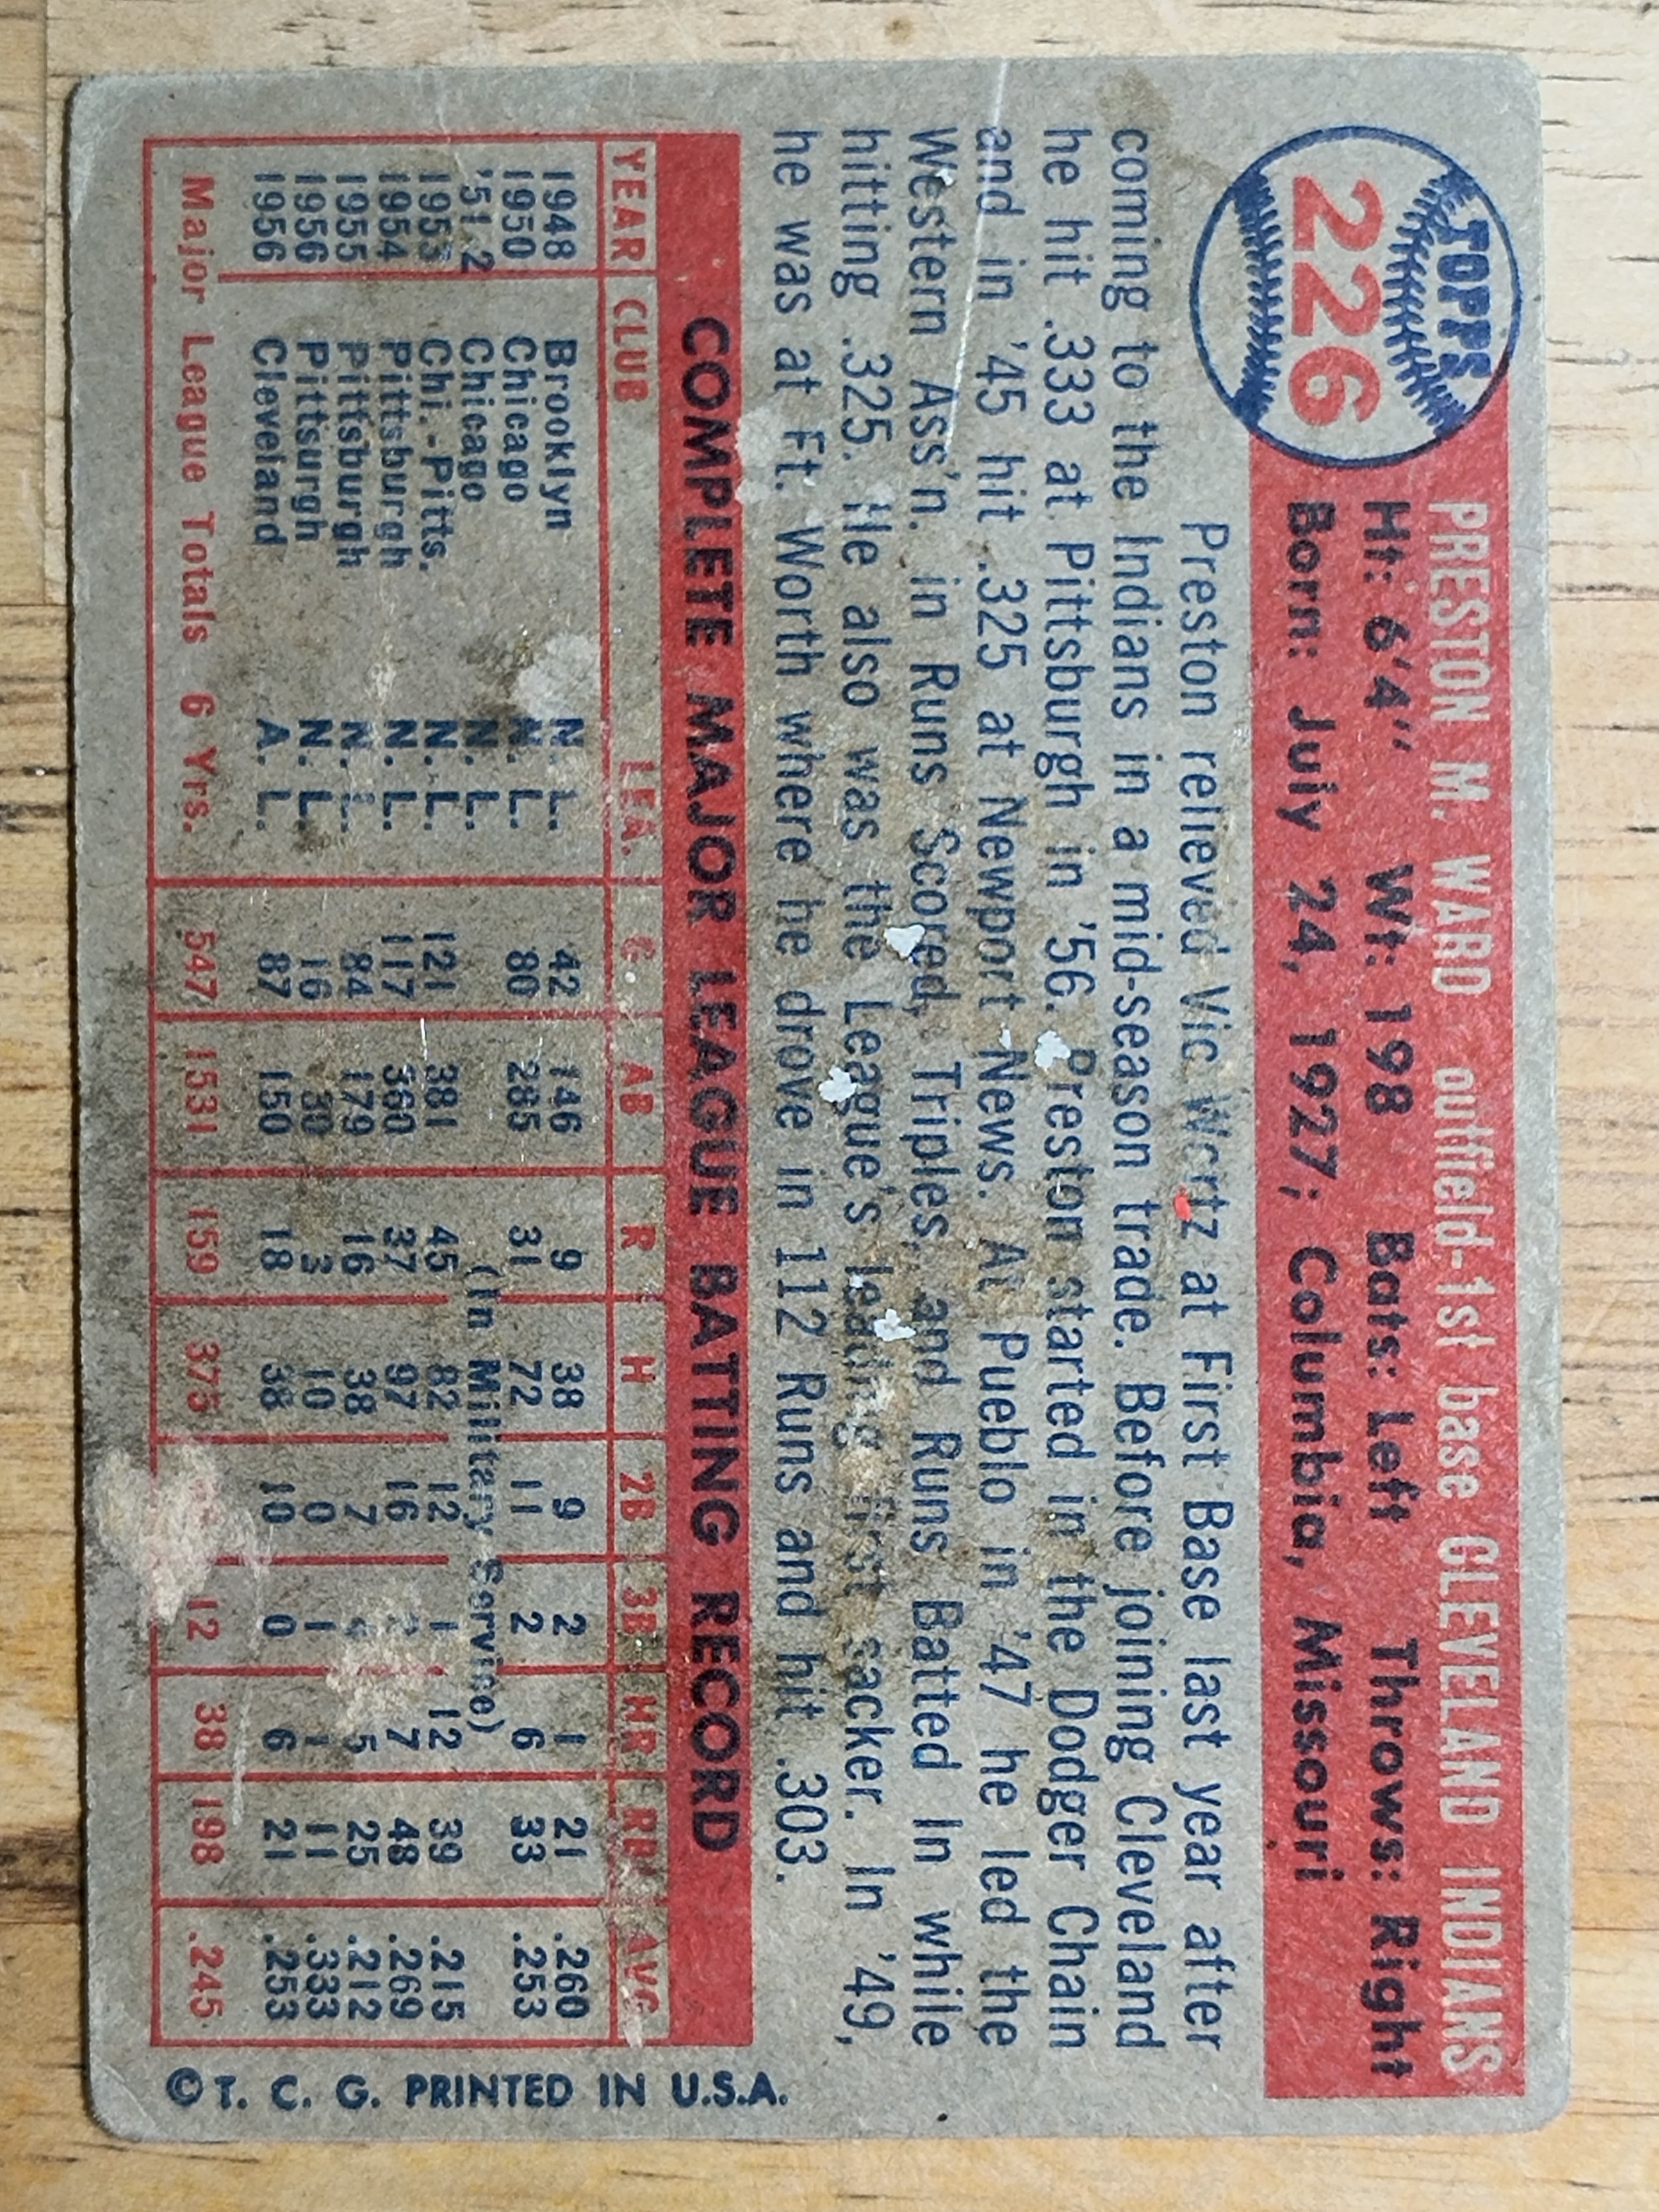 TOPPS
226
PRESTON M. WARD outfield-1st base CLEVELAND INDIANS
Ht: 6'4" Wt: 198 Bats: Left Throws: Right
Born: July 24, 1927; Columbia, Missouri
Preston relieved Vic Wertz at First Base last year after
coming to the Indians in a mid-season trade. Before joining Cleveland
he hit .333 at Pittsburgh in '56. Preston started in the Dodger Chain
and in '45 hit .325 at Newport News. At Pueblo in '47 he led the
Western Ass'n. in Runs Scored, Triples, and Runs Batted In while
hitting .325. He also was the League's leading first sacker. In '49,
he was at Ft. Worth where he drove in 112 Runs and hit .303.
COMPLETE MAJOR LEAGUE BATTING RECORD
YEAR CLUB LEA. G AB R H 2B 3B HR RBI AVG.
1948 Brooklyn N. L. 42 146 9 38 9 2 1 21 .260
1950 Chicago N. L. 80 285 31 72 11 2 6 33 .253
'51-2 Chicago N. L. (In Military Service)
1953 Chi.-Pitts. N. L. 121 381 45 82 12 1 12 39 .215
1954 Pittsburgh N. L. 117 360 37 97 16 7 48 .269
1955 Pittsburgh N. L. 84 179 16 38 7 5 25 .212
1956 Pittsburgh N. L. 16 30 3 10 0 1 1 11 .333
1956 Cleveland A. L. 87 150 18 38 10 0 6 21 .253
Major League Totals 6 Yrs. 547 1531 159 375 12 38 198 .245
© T. C. G. PRINTED IN U.S.A.